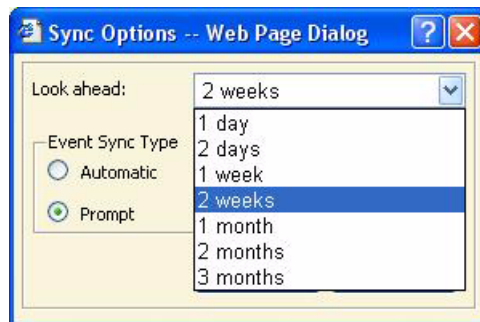 Sync Options -- Web Page Dialog
Look ahead:
2 weeks
1 day
2 days
1 week
2 weeks
1 month
2 months
3 months
Event Sync Type
Automatic
Prompt